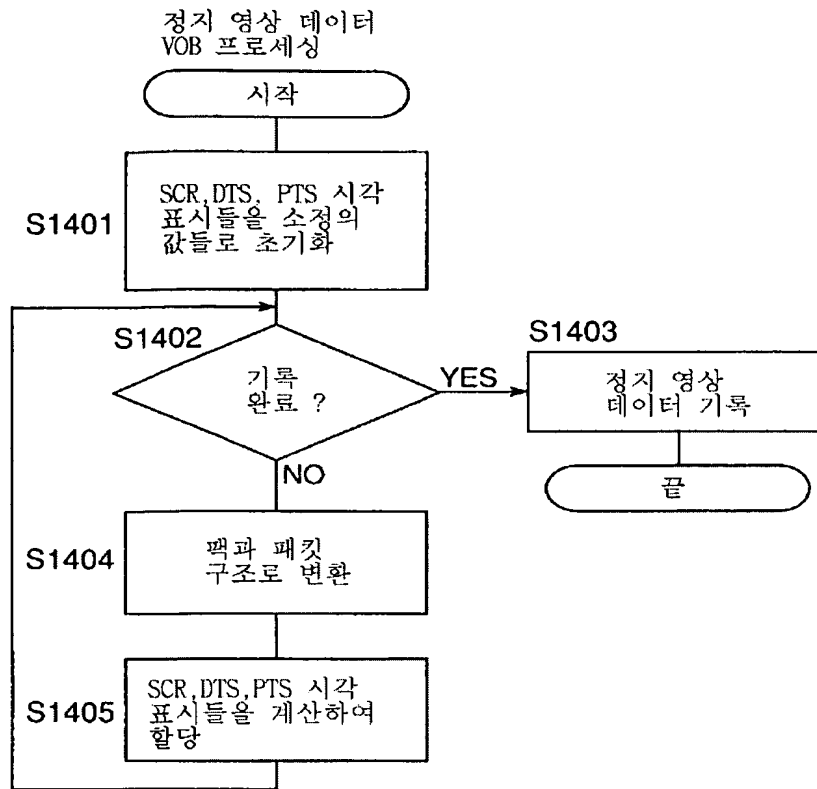 정지 영상 데이터
VOB 프로세싱
시작
S1401
SCR,DTS, PTS 시각
표시들을 소정의
값들로 초기화
S1402
기록
완료 ?
YES
S1403
정지 영상
데이터 기록
끝
NO
S1404
팩과 패킷
구조로 변환
S1405
SCR,DTS,PTS 시각
표시들을 계산하여
할당